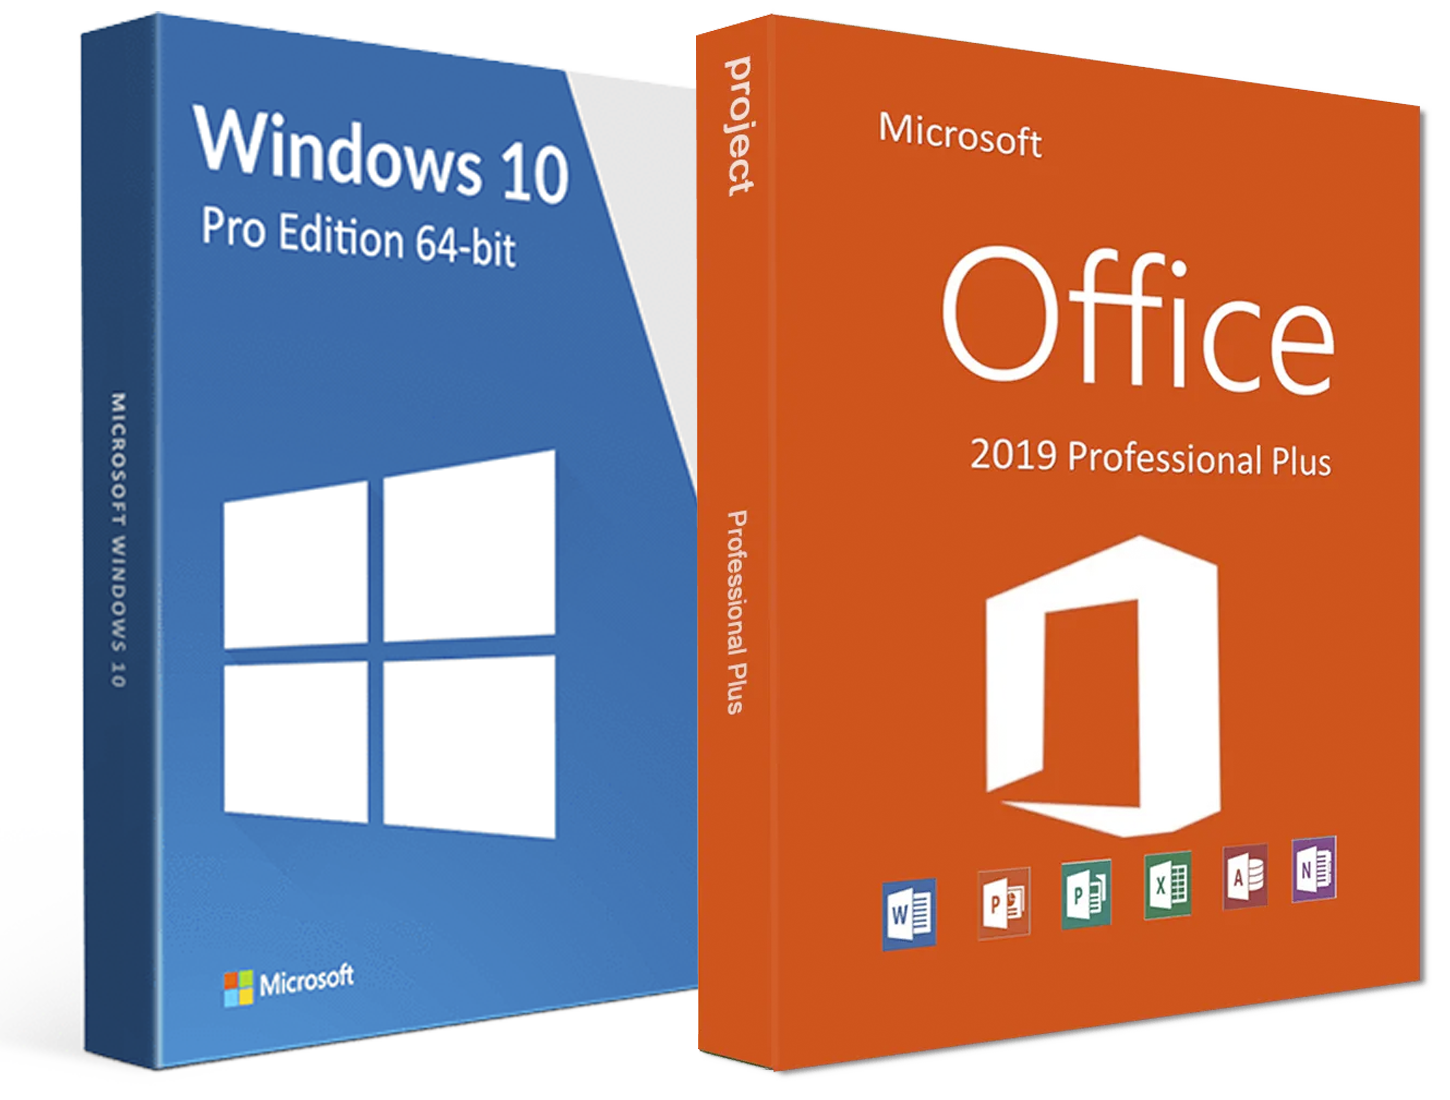 MICROSOFT WINDOWS 10
Windows 10
Pro Edition 64-bit
Microsoft
project
Professional Plus
Microsoft
Office
2019 Professional Plus
W
P
P
X
A
N